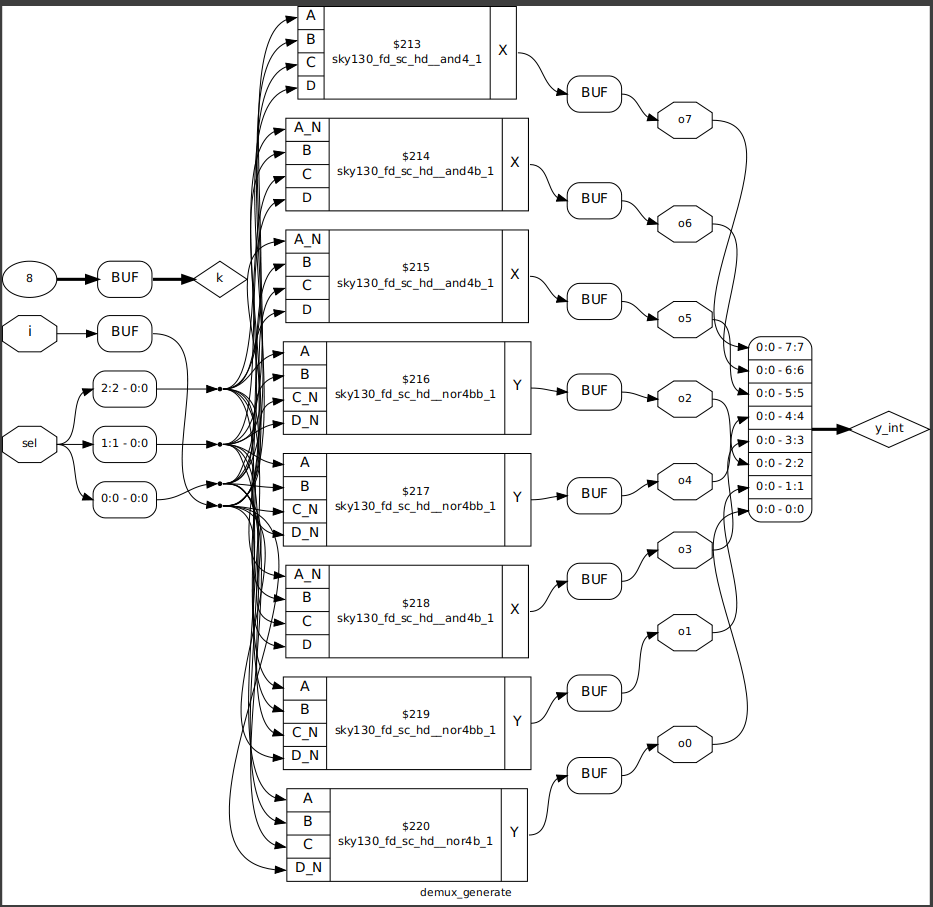 A
B
C
D
$213
sky130_fd_sc_hd__and4_1
X
BUF
o7
A_N
B
C
D
$214
sky130_fd_sc_hd__and4b_1
X
BUF
o6
A_N
B
C
D
$215
sky130_fd_sc_hd__and4b_1
X
BUF
o5
8
BUF
k
i
BUF
sel
2:2 - 0:0
1:1 - 0:0
0:0 - 0:0
A
B
C_N
D_N
$216
sky130_fd_sc_hd__nor4bb_1
Y
BUF
o2
A
B
C_N
D_N
$217
sky130_fd_sc_hd__nor4bb_1
Y
BUF
o4
A_N
B
C
D
$218
sky130_fd_sc_hd__and4b_1
X
BUF
o3
A
B
C_N
D_N
$219
sky130_fd_sc_hd__nor4bb_1
Y
BUF
o1
A
B
C
D_N
$220
sky130_fd_sc_hd__nor4b_1
Y
BUF
o0
0:0 - 7:7
0:0 - 6:6
0:0 - 5:5
0:0 - 4:4
0:0 - 3:3
0:0 - 2:2
0:0 - 1:1
0:0 - 0:0
y_int
demux_generate